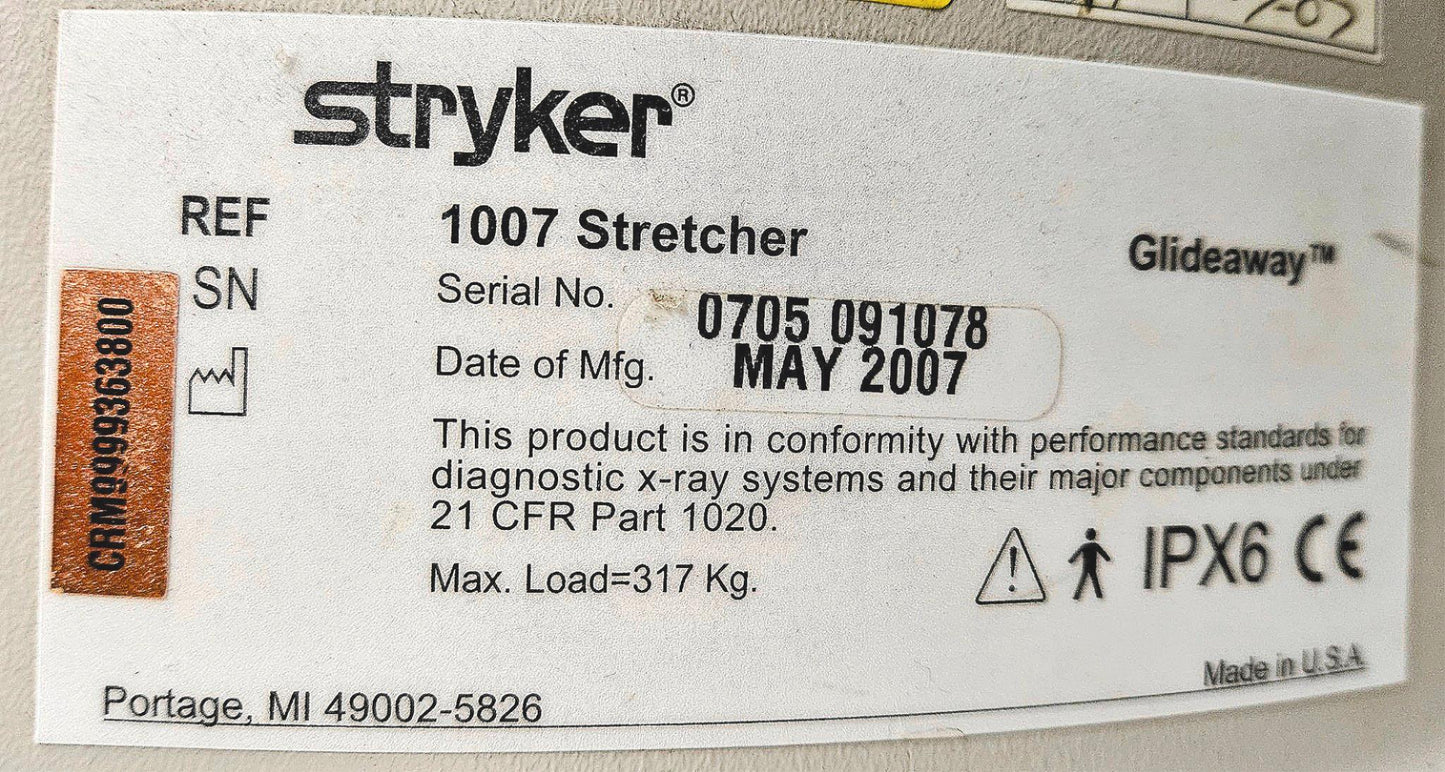 stryker®
REF 1007 Stretcher
Glideaway™
SN Serial No. 0705 091078
Date of Mfg. MAY 2007
CRM99993638​00
This product is in conformity with performance standards for
diagnostic x-ray systems and their major components under
21 CFR Part 1020.
Max. Load=317 Kg.
IPX6 CE
Made in U.S.A.
Portage, MI 49002-5826